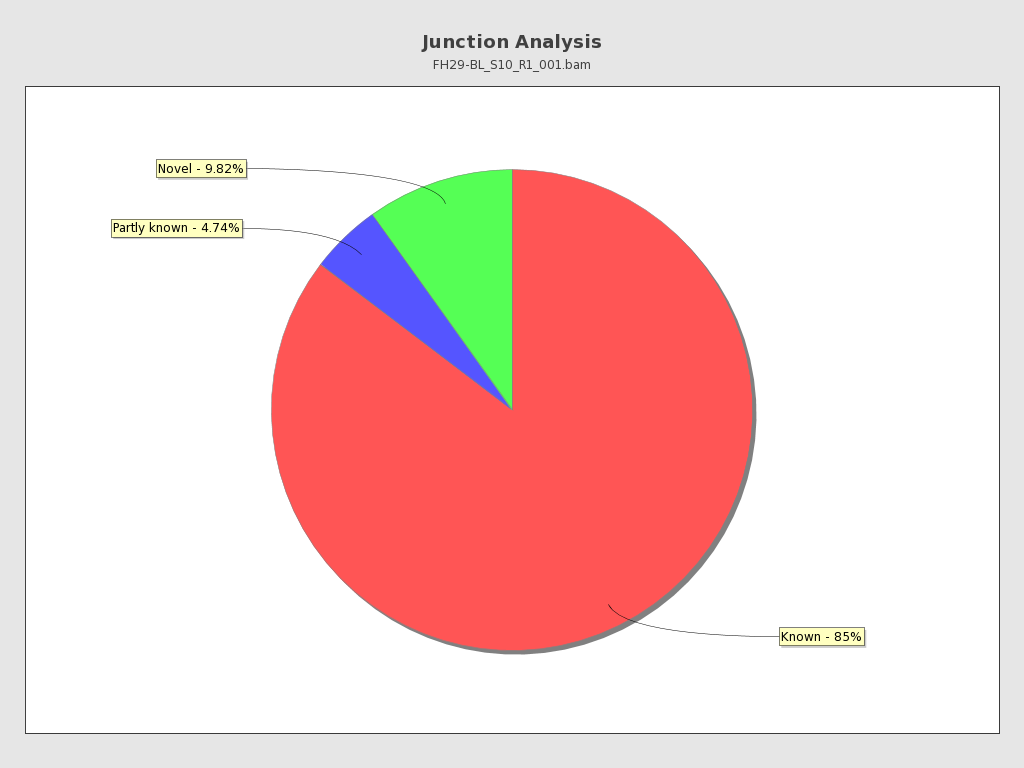 Junction Analysis
FH29-BL_S10_R1_001.bam
Novel - 9.82%
Partly known - 4.74%
Known - 85%